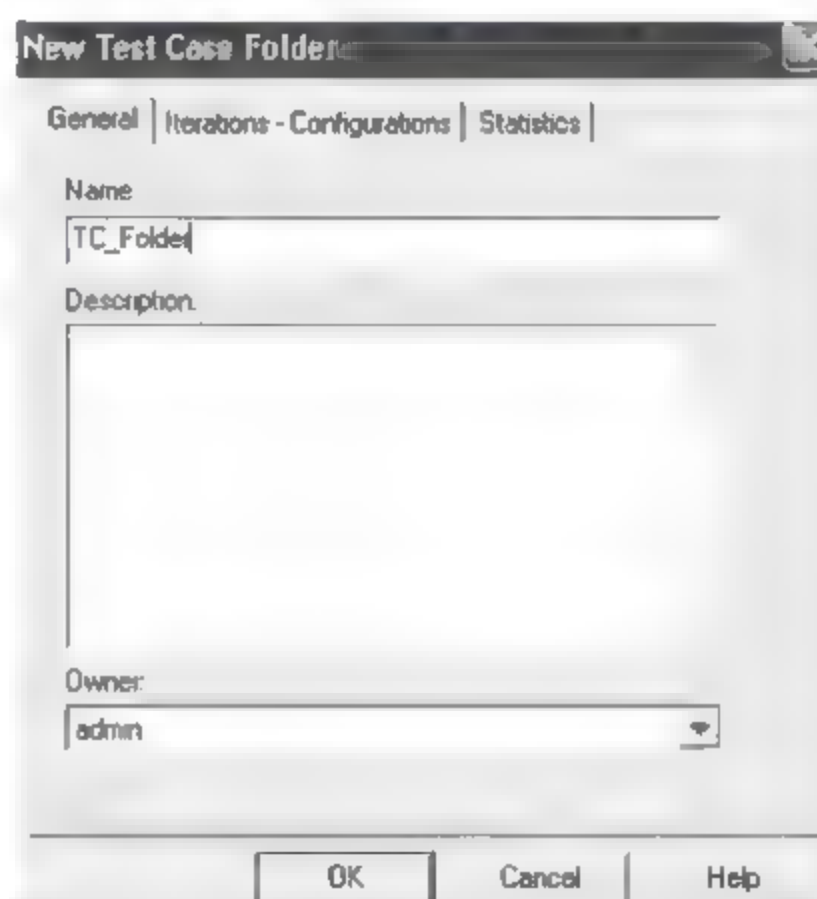 New Test Case Folder
General | Iterations - Configurations | Statistics |
Name
TC_Folder
Description:
Owner:
admin
OK Cancel Help